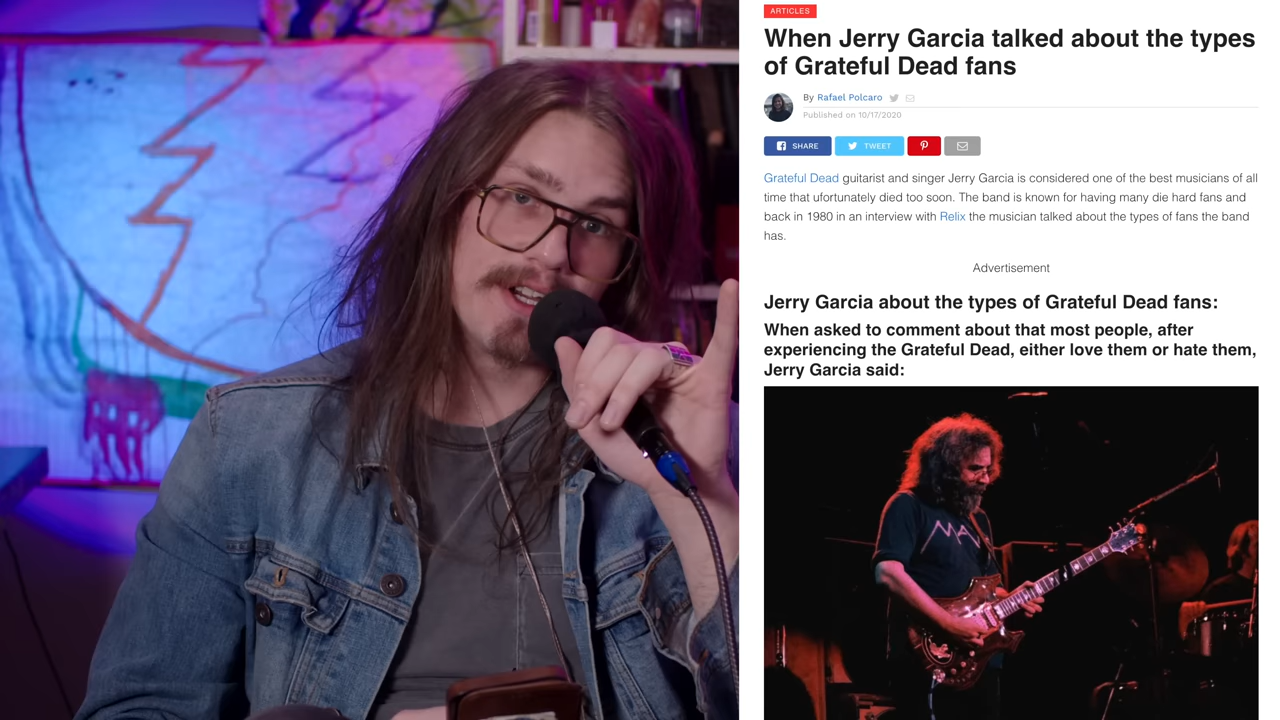 ARTICLES
When Jerry Garcia talked about the types
of Grateful Dead fans
By Rafael Polcaro
Published on 10/17/2020
SHARE
TWEET
Grateful Dead guitarist and singer Jerry Garcia is considered one of the best musicians of all
time that ufortunately died too soon. The band is known for having many die hard fans and
back in 1980 in an interview with Relix the musician talked about the types of fans the band
has.
Advertisement
Jerry Garcia about the types of Grateful Dead fans:
When asked to comment about that most people, after
experiencing the Grateful Dead, either love them or hate them,
Jerry Garcia said: